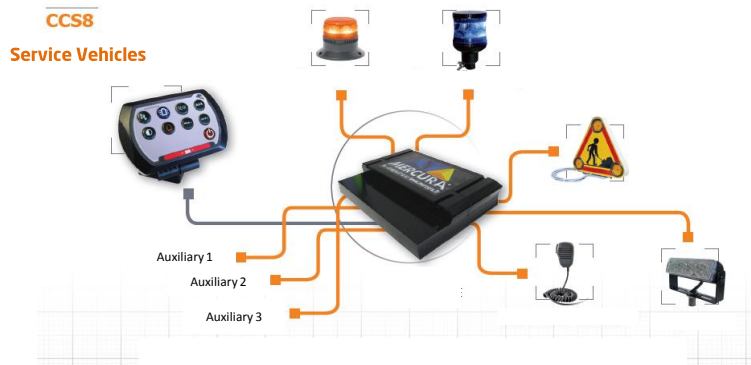 CCS8
Service Vehicles
MERCURA
Auxiliary 1
Auxiliary 2
Auxiliary 3